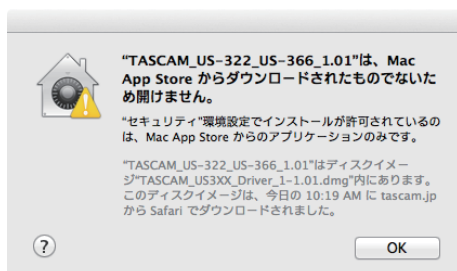 “TASCAM_US-322_US-366_1.01”は、Mac
App Store からダウンロードされたものでないた
め開けません。
“セキュリティ”環境設定でインストールが許可されているの
は、Mac App Store からのアプリケーションのみです。
“TASCAM_US-322_US-366_1.01”はディスクイメー
ジ“TASCAM_US3XX_Driver_1-1.01.dmg”内にあります。
このディスクイメージは、今日の 10:19 AM に tascam.jp
から Safari でダウンロードされました。
?
OK